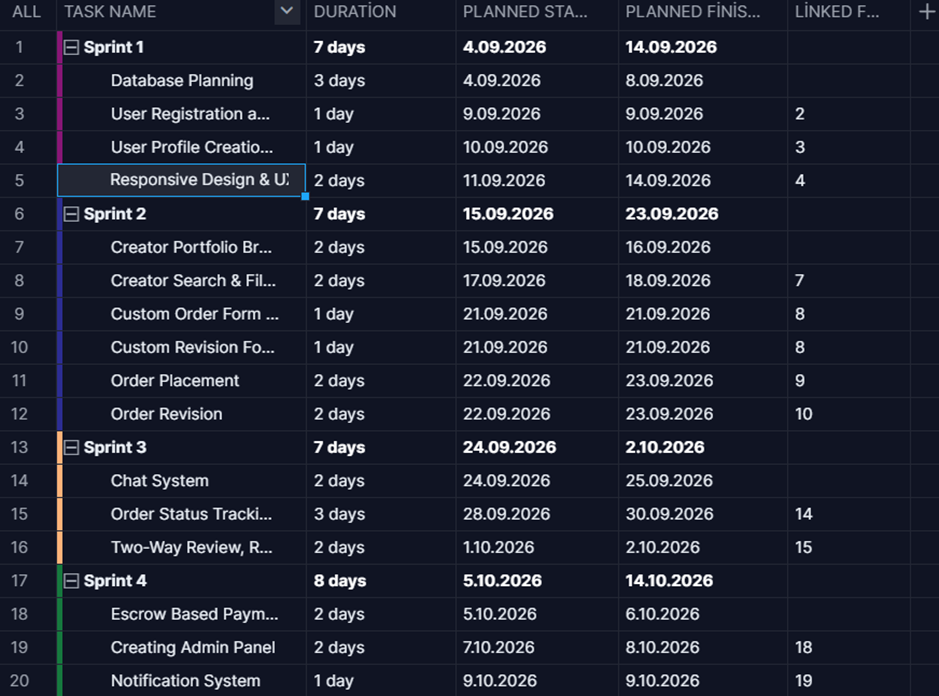 ALL TASK NAME DURATİON PLANNED STA... PLANNED FİNİS... LİNKED F... +
1 Sprint 1 7 days 4.09.2026 14.09.2026
2 Database Planning 3 days 4.09.2026 8.09.2026
3 User Registration a... 1 day 9.09.2026 9.09.2026 2
4 User Profile Creatio... 1 day 10.09.2026 10.09.2026 3
5 Responsive Design & UX 2 days 11.09.2026 14.09.2026 4
6 Sprint 2 7 days 15.09.2026 23.09.2026
7 Creator Portfolio Br... 2 days 15.09.2026 16.09.2026
8 Creator Search & Fil... 2 days 17.09.2026 18.09.2026 7
9 Custom Order Form ... 1 day 21.09.2026 21.09.2026 8
10 Custom Revision Fo... 1 day 21.09.2026 21.09.2026 8
11 Order Placement 2 days 22.09.2026 23.09.2026 9
12 Order Revision 2 days 22.09.2026 23.09.2026 10
13 Sprint 3 7 days 24.09.2026 2.10.2026
14 Chat System 2 days 24.09.2026 25.09.2026
15 Order Status Tracki... 3 days 28.09.2026 30.09.2026 14
16 Two-Way Review, R... 2 days 1.10.2026 2.10.2026 15
17 Sprint 4 8 days 5.10.2026 14.10.2026
18 Escrow Based Paym... 2 days 5.10.2026 6.10.2026
19 Creating Admin Panel 2 days 7.10.2026 8.10.2026 18
20 Notification System 1 day 9.10.2026 9.10.2026 19